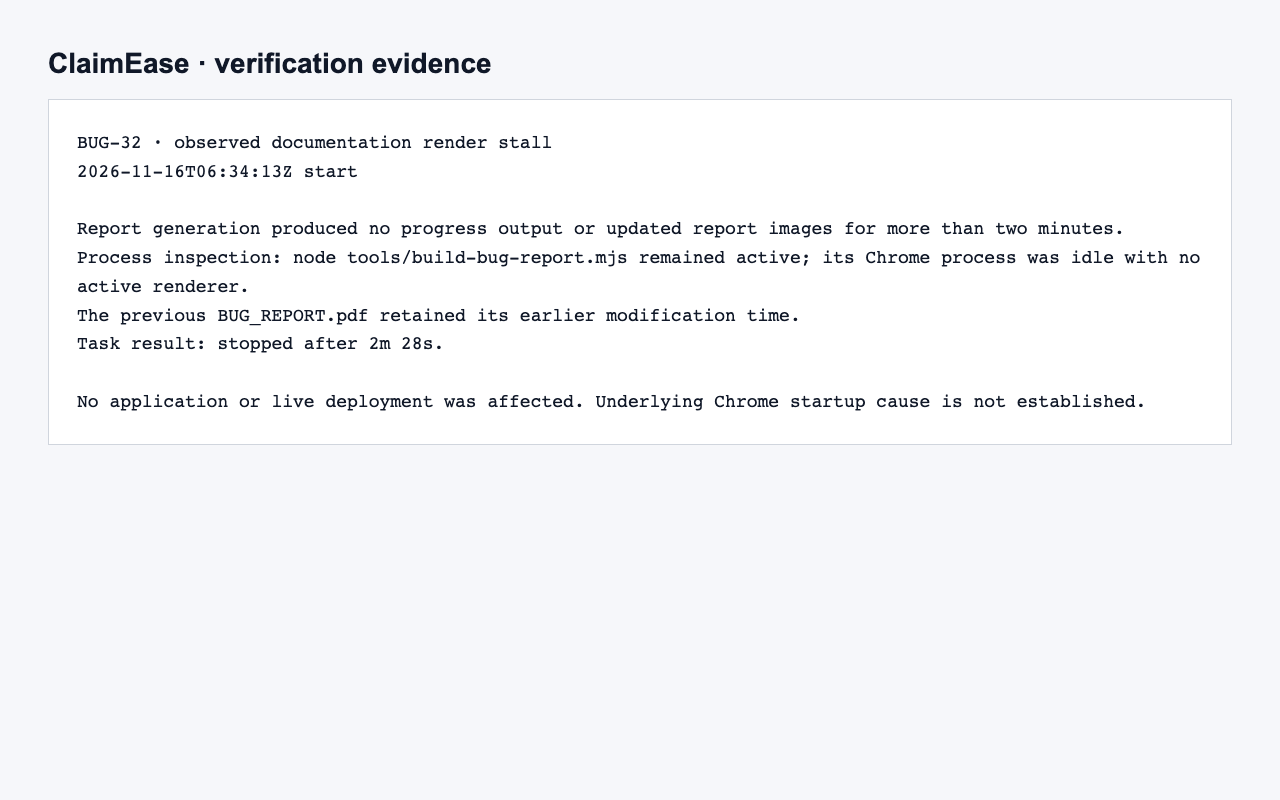 ClaimEase · verification evidence
BUG-32 · observed documentation render stall
2026-11-16T06:34:13Z start
Report generation produced no progress output or updated report images for more than two minutes.
Process inspection: node tools/build-bug-report.mjs remained active; its Chrome process was idle with no
active renderer.
The previous BUG_REPORT.pdf retained its earlier modification time.
Task result: stopped after 2m 28s.
No application or live deployment was affected. Underlying Chrome startup cause is not established.